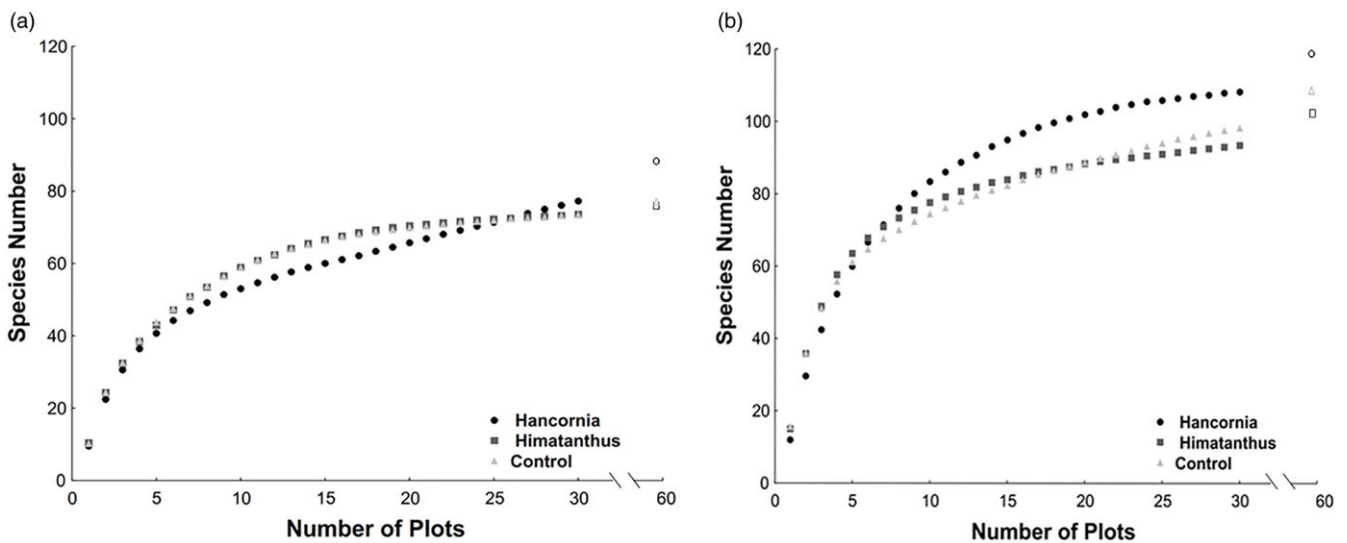 (a)
120
100
80
60
40
20
0
Species Number
Hancornia
Himatanthus
Control
0 5 10 15 20 25 30 60
Number of Plots
(b)
120
100
80
60
40
20
0
Species Number
Hancornia
Himatanthus
Control
0 5 10 15 20 25 30 60
Number of Plots